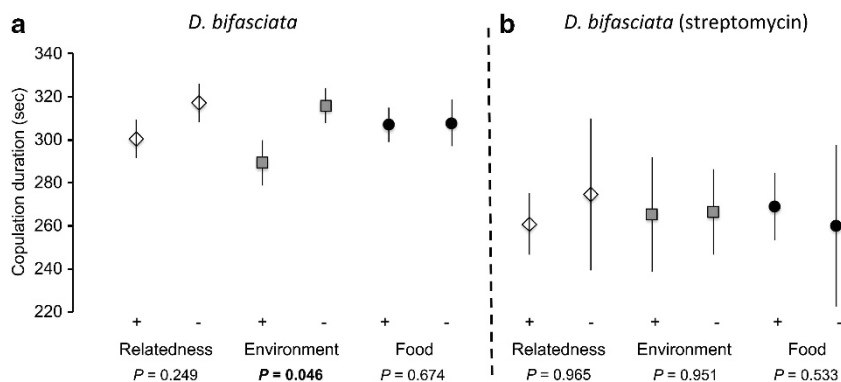 a D. bifasciata
b D. bifasciata (streptomycin)
Copulation duration (sec)
340
320
300
280
260
240
220
+ - + - + -
Relatedness Environment Food
P = 0.249 P = 0.046 P = 0.674
+ - + - + -
Relatedness Environment Food
P = 0.965 P = 0.951 P = 0.533